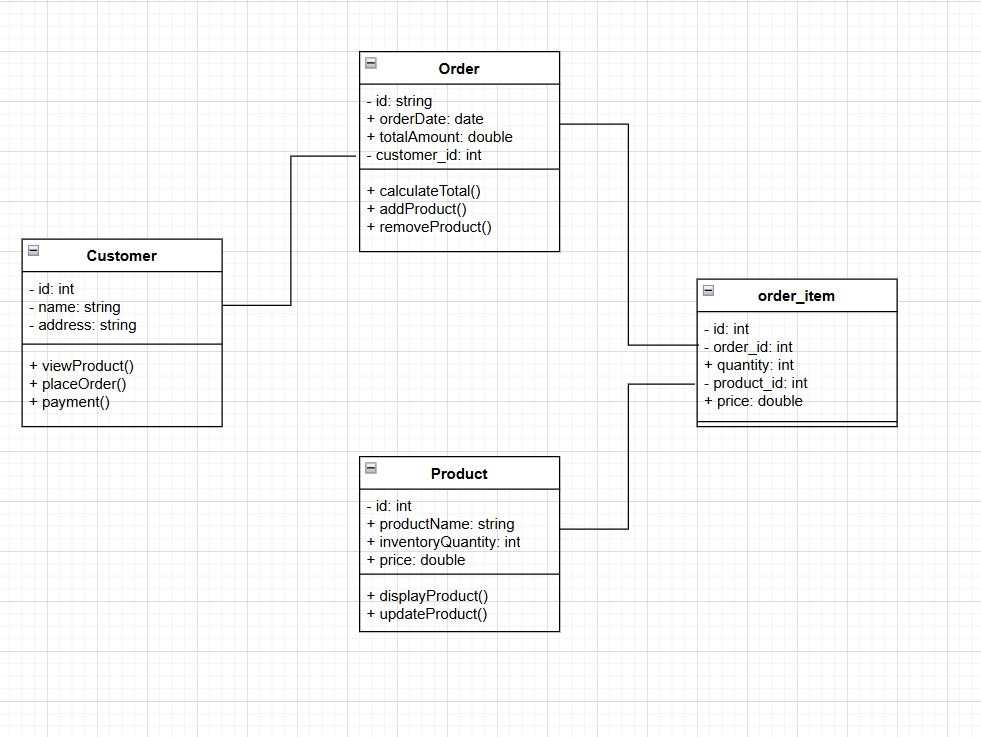 Order
- id: string
+ orderDate: date
+ totalAmount: double
- customer_id: int
+ calculateTotal()
+ addProduct()
+ removeProduct()
Customer
- id: int
- name: string
- address: string
+ viewProduct()
+ placeOrder()
+ payment()
order_item
- id: int
- order_id: int
+ quantity: int
- product_id: int
+ price: double
Product
- id: int
+ productName: string
+ inventoryQuantity: int
+ price: double
+ displayProduct()
+ updateProduct()